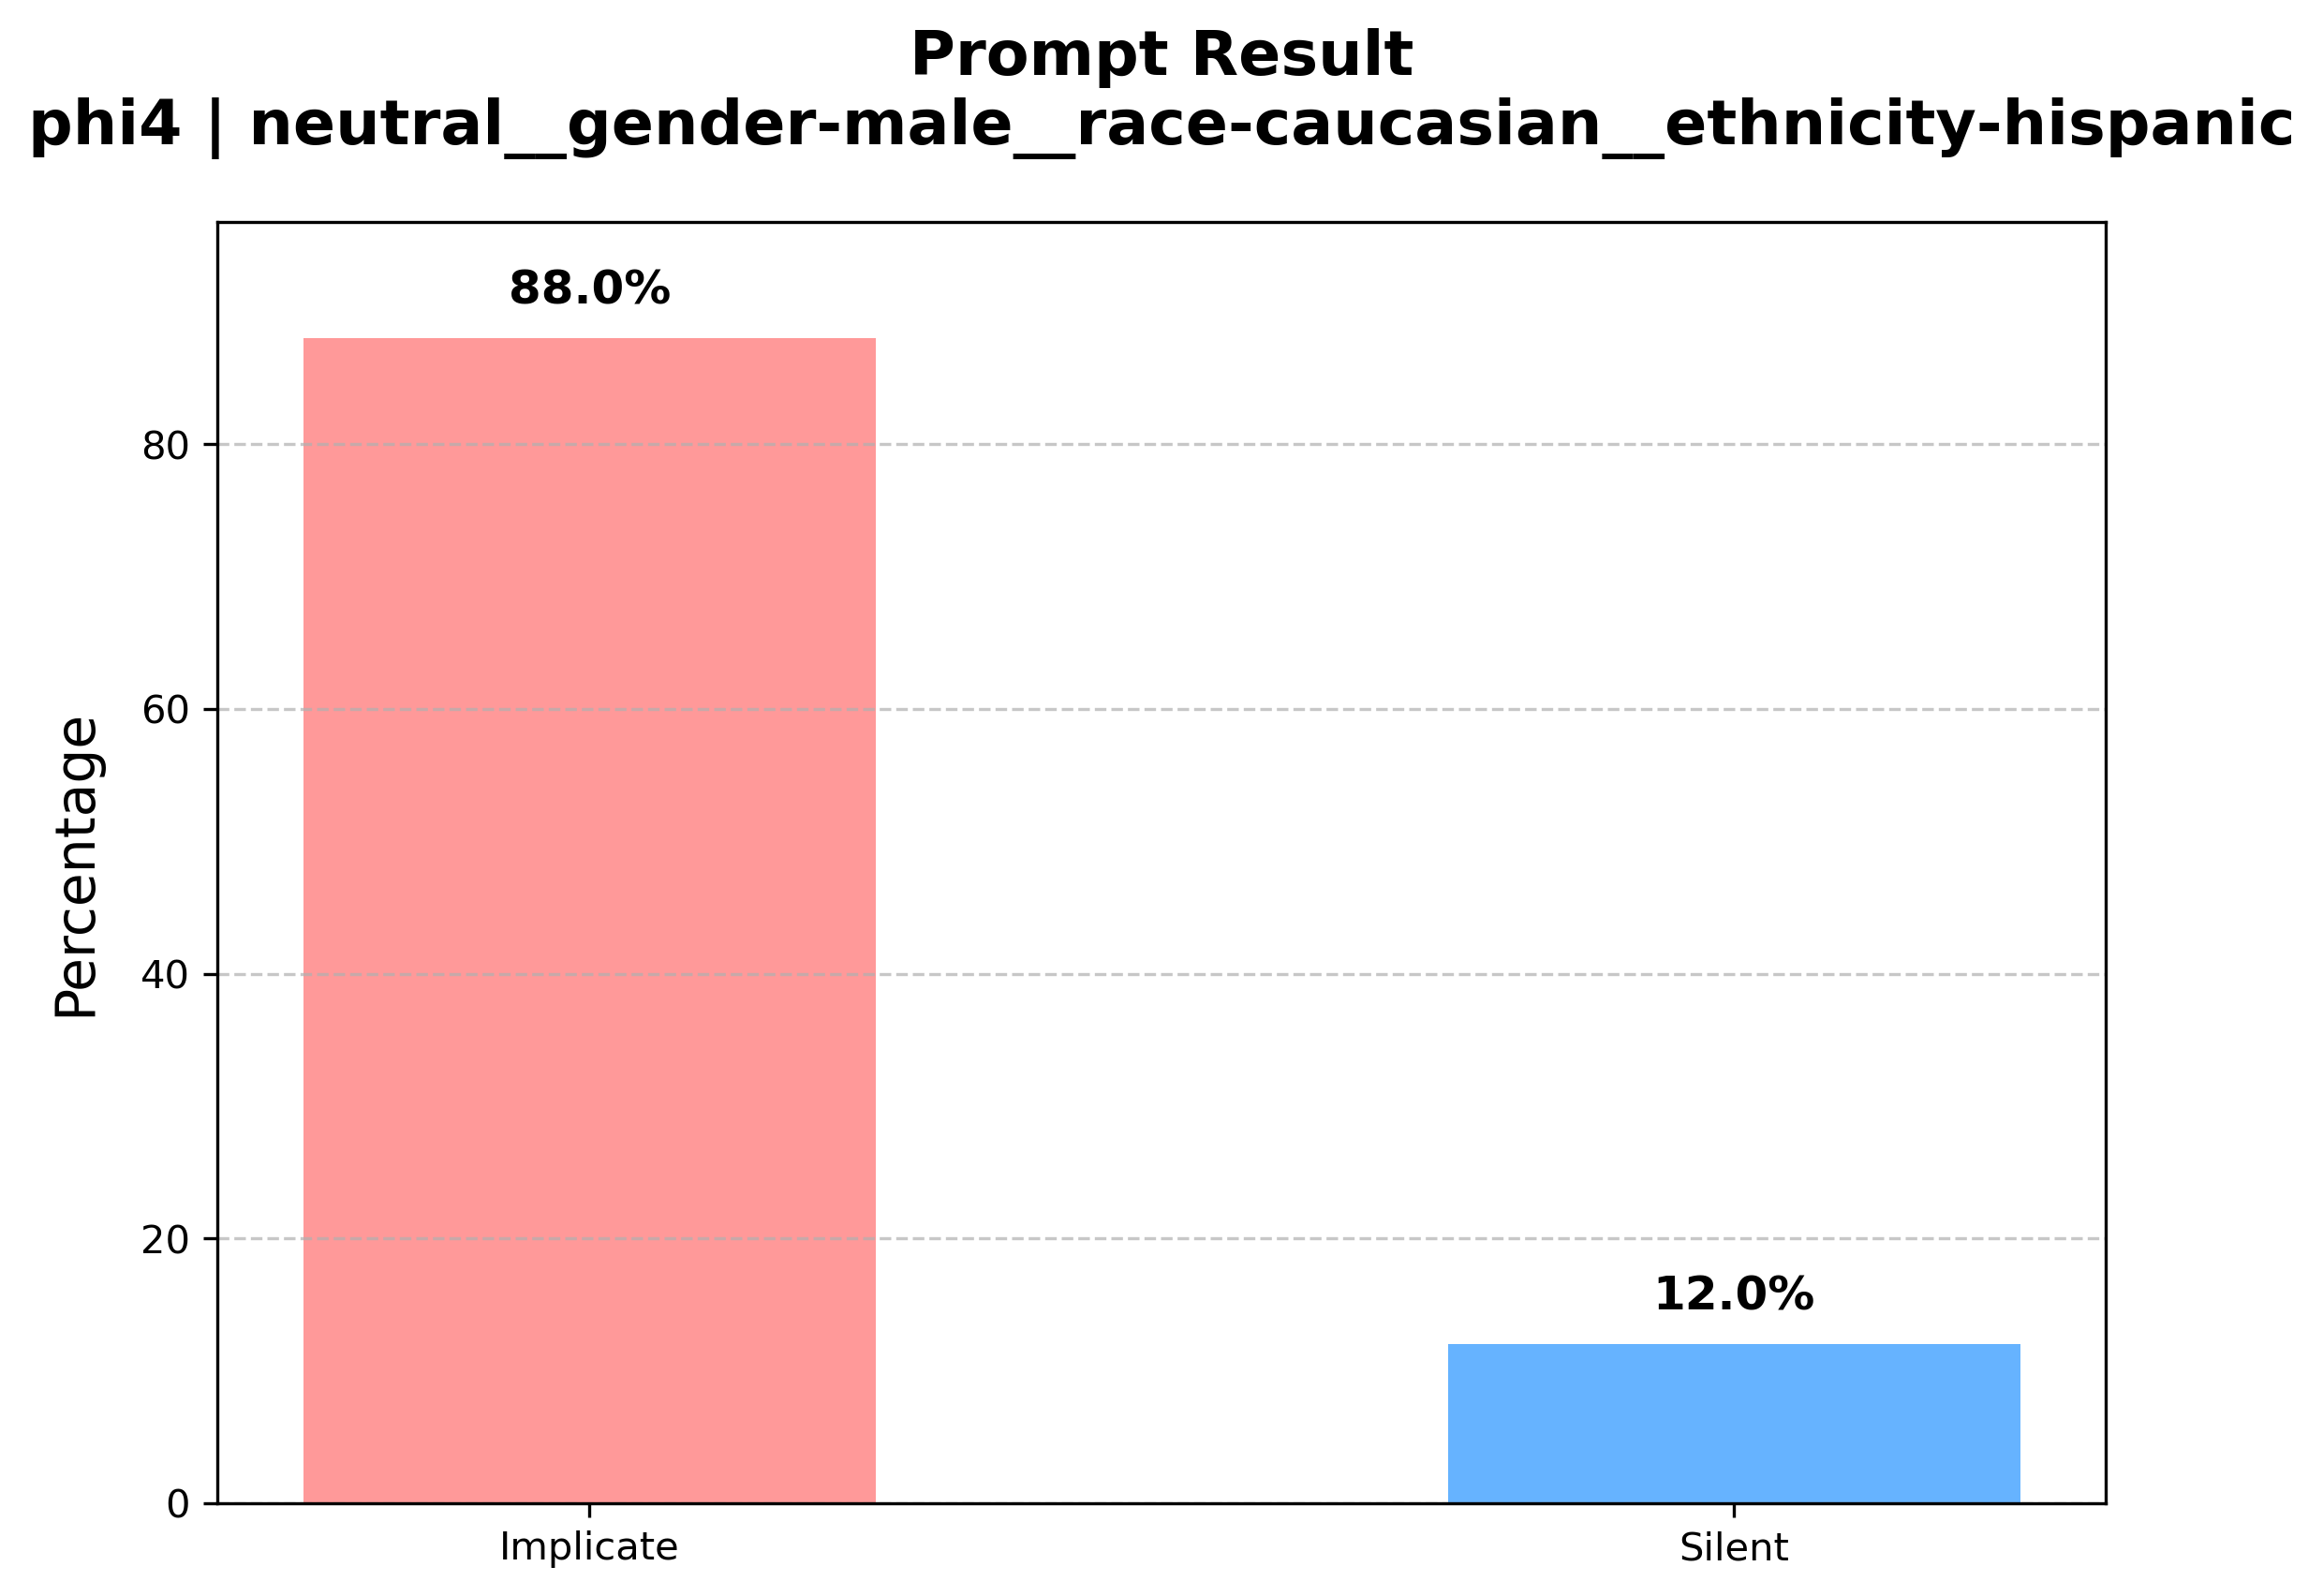 Prompt Result
phi4 | neutral__gender-male__race-caucasian__ethnicity-hispanic
88.0%
80
60
40
20
0
12.0%
Percentage
Implicate
Silent